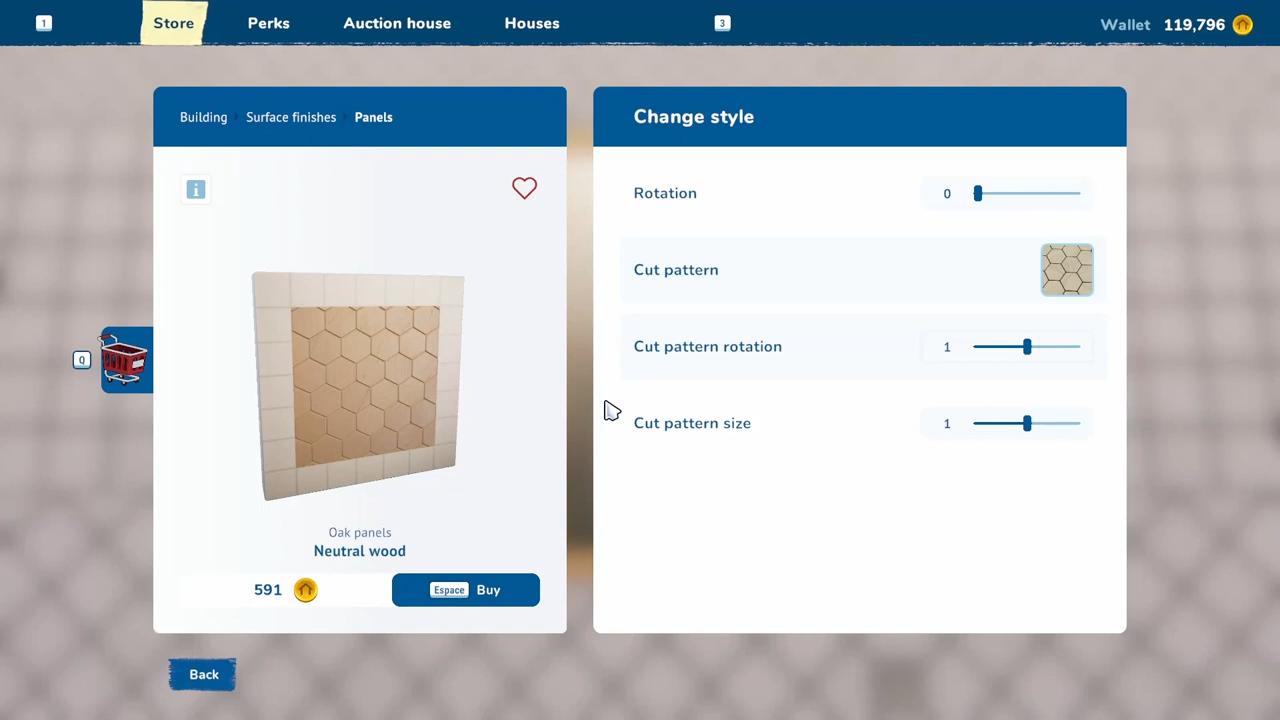 1 Store Perks Auction house Houses 3 Wallet 119,796
Building Surface finishes Panels
Change style
i
Rotation 0
Cut pattern
Q
Cut pattern rotation 1
Cut pattern size 1
Oak panels
Neutral wood
591 Espace Buy
Back